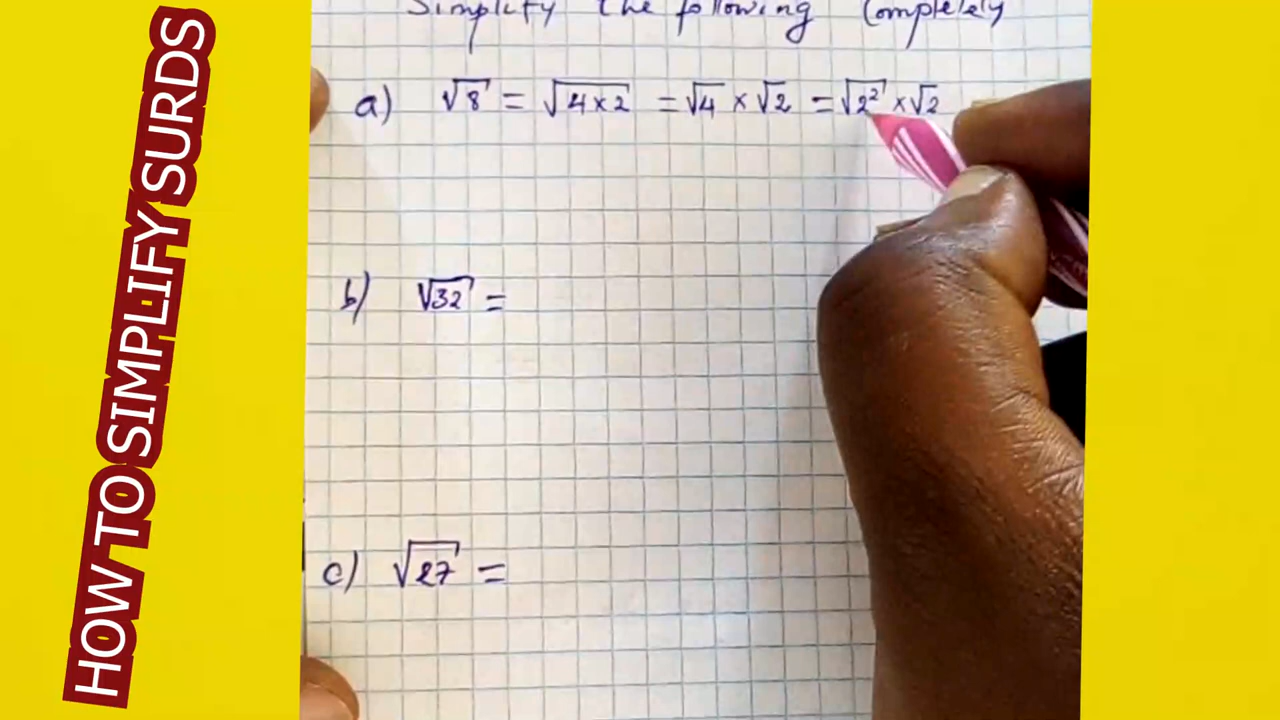 HOW TO SIMPLIFY SURDS
Simplify the following Completely
a) √8 = √4×2 = √4 × √2 = √2² × √2
b) √32 =
c) √27 =